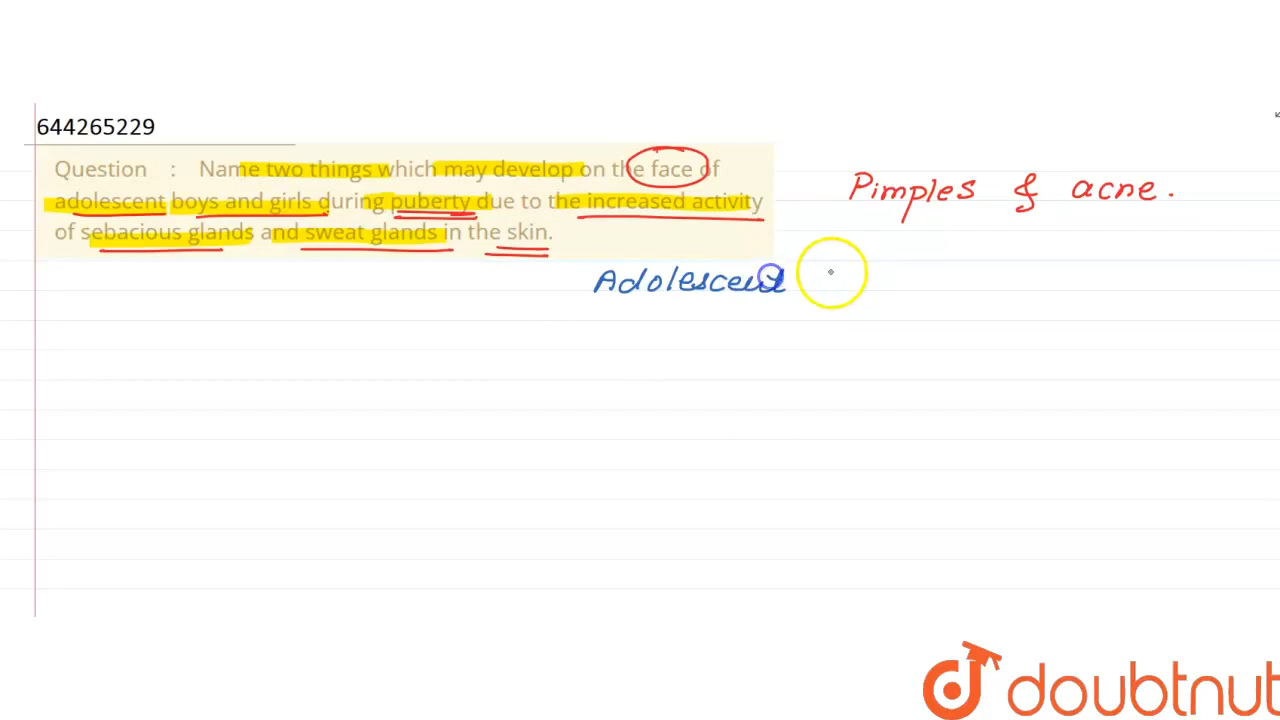 644265229
Question : Name two things which may develop on the face of
adolescent boys and girls during puberty due to the increased activity
of sebacious glands and sweat glands in the skin.
Pimples & acne.
Adolescent
doubtnut